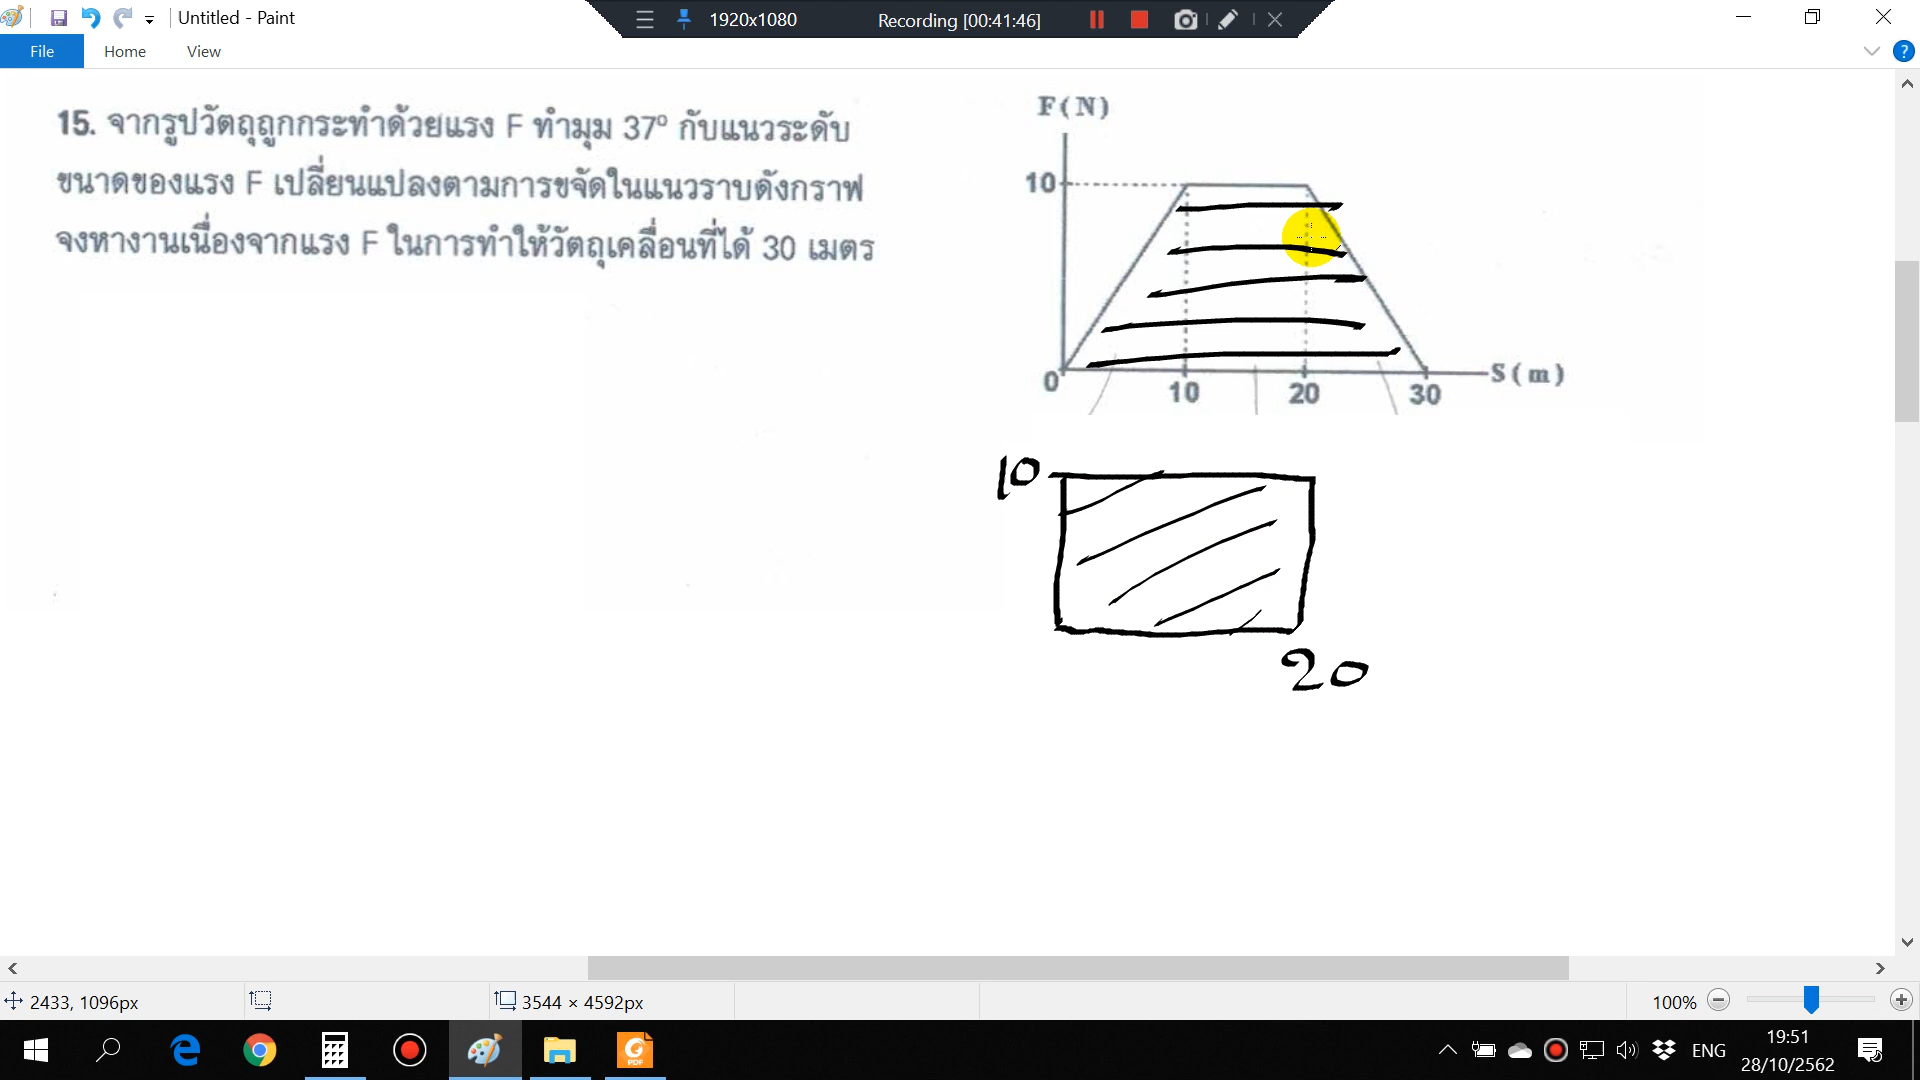 Untitled - Paint
1920x1080
Recording [00:41:46]
File
Home
View
15. จากรูปวัตถุถูกกระทำด้วยแรง F ทำมุม 37º กับแนวระดับ
ขนาดของแรง F เปลี่ยนแปลงตามการขจัดในแนวราบดังกราฟ
จงหางานเนื่องจากแรง F ในการทำให้วัตถุเคลื่อนที่ได้ 30 เมตร
F(N)
10
0
10
20
30
S(m)
10
20
2433, 1096px
3544 × 4592px
100%
PDF
ENG
19:51
28/10/2562